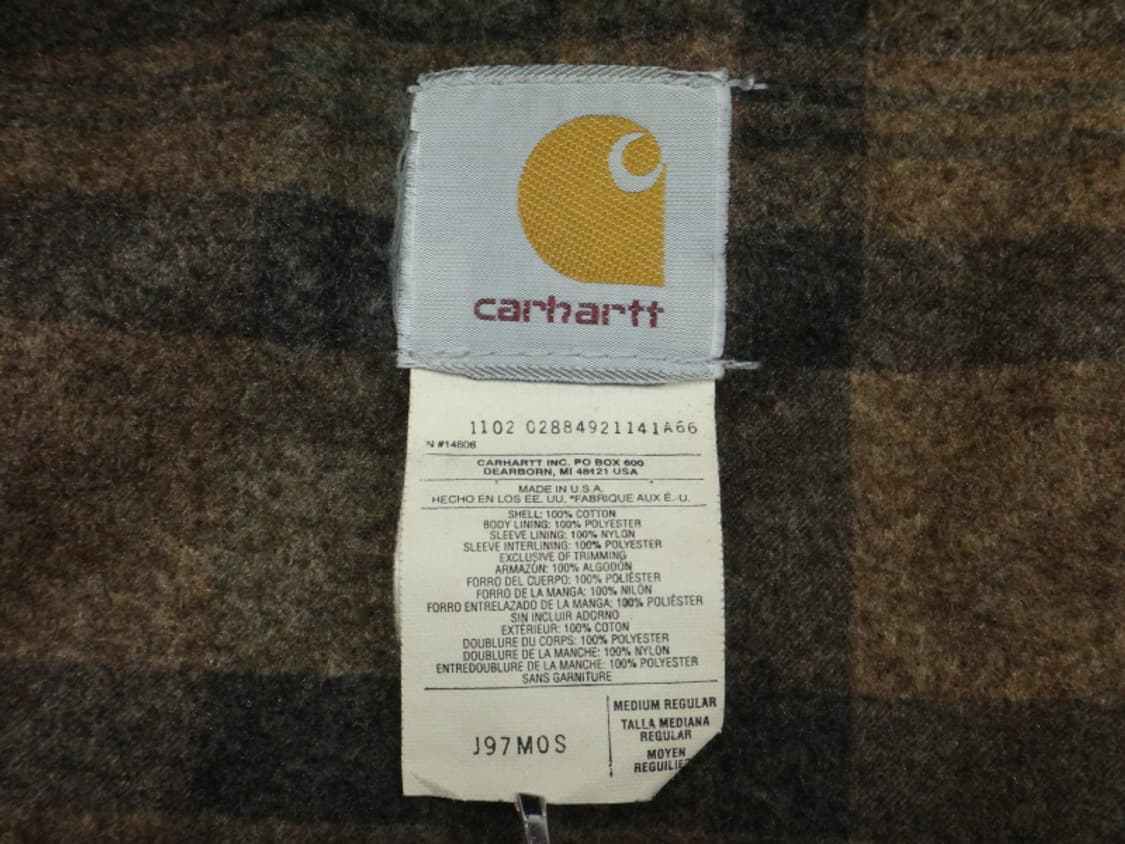 carhartt
1102 02884921141A66
N #14806
CARHARTT INC. PO BOX 600
DEARBORN, MI 48121 USA
MADE IN U.S.A.
HECHO EN LOS EE. UU. *FABRIQUE AUX É.-U.
SHELL: 100% COTTON
BODY LINING: 100% POLYESTER
SLEEVE LINING: 100% NYLON
SLEEVE INTERLINING: 100% POLYESTER
EXCLUSIVE OF TRIMMING
ARMAZÓN: 100% ALGODÓN
FORRO DEL CUERPO: 100% POLIÉSTER
FORRO DE LA MANGA: 100% NILÓN
FORRO ENTRELAZADO DE LA MANGA: 100% POLIÉSTER
SIN INCLUIR ADORNO
EXTÉRIEUR: 100% COTON
DOUBLURE DU CORPS: 100% POLYESTER
DOUBLURE DE LA MANCHE: 100% NYLON
ENTREDOUBLURE DE LA MANCHE: 100% POLYESTER
SANS GARNITURE
J97MOS
MEDIUM REGULAR
TALLA MEDIANA
REGULAR
MOYEN
REGUILIE